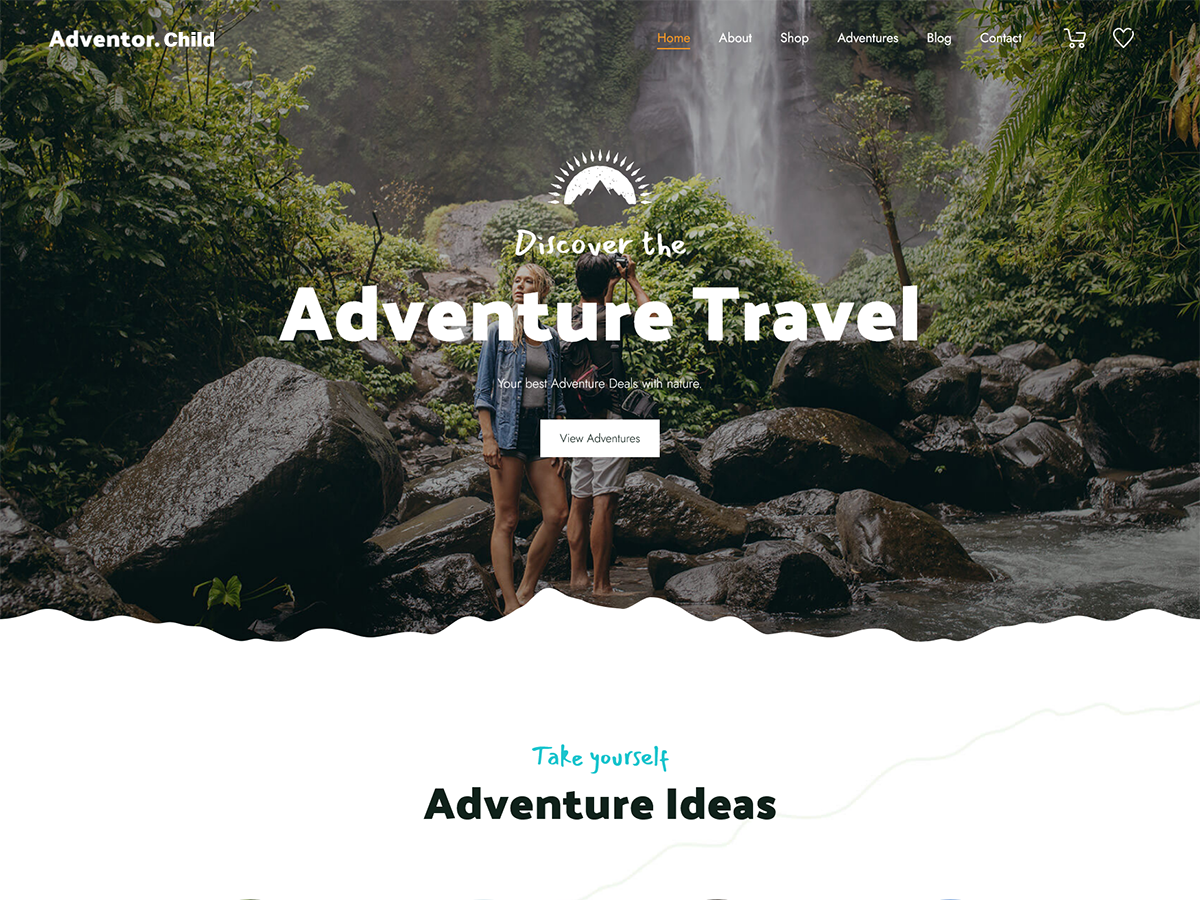 Adventor. Child
Home About Shop Adventures Blog Contact
Discover the
Adventure Travel
Your best Adventure Deals with nature.
View Adventures
Take yourself
Adventure Ideas